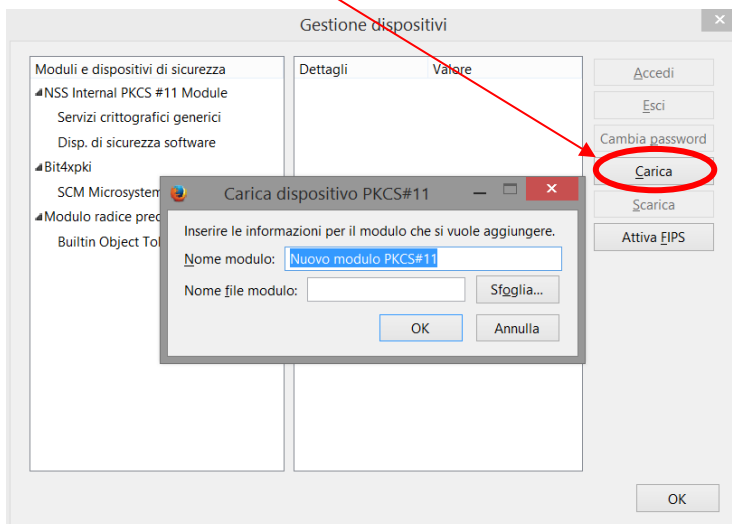 Gestione dispositivi
Moduli e dispositivi di sicurezza
Dettagli
Valore
NSS Internal PKCS #11 Module
Servizi crittografici generici
Disp. di sicurezza software
Bit4xpki
SCM Microsystem
Modulo radice pred
Builtin Object To
Accedi
Esci
Cambia password
Carica
Scarica
Attiva FIPS
Carica dispositivo PKCS#11
Inserire le informazioni per il modulo che si vuole aggiungere.
Nome modulo: Nuovo modulo PKCS#11
Nome file modulo: Sfoglia...
OK Annulla
OK